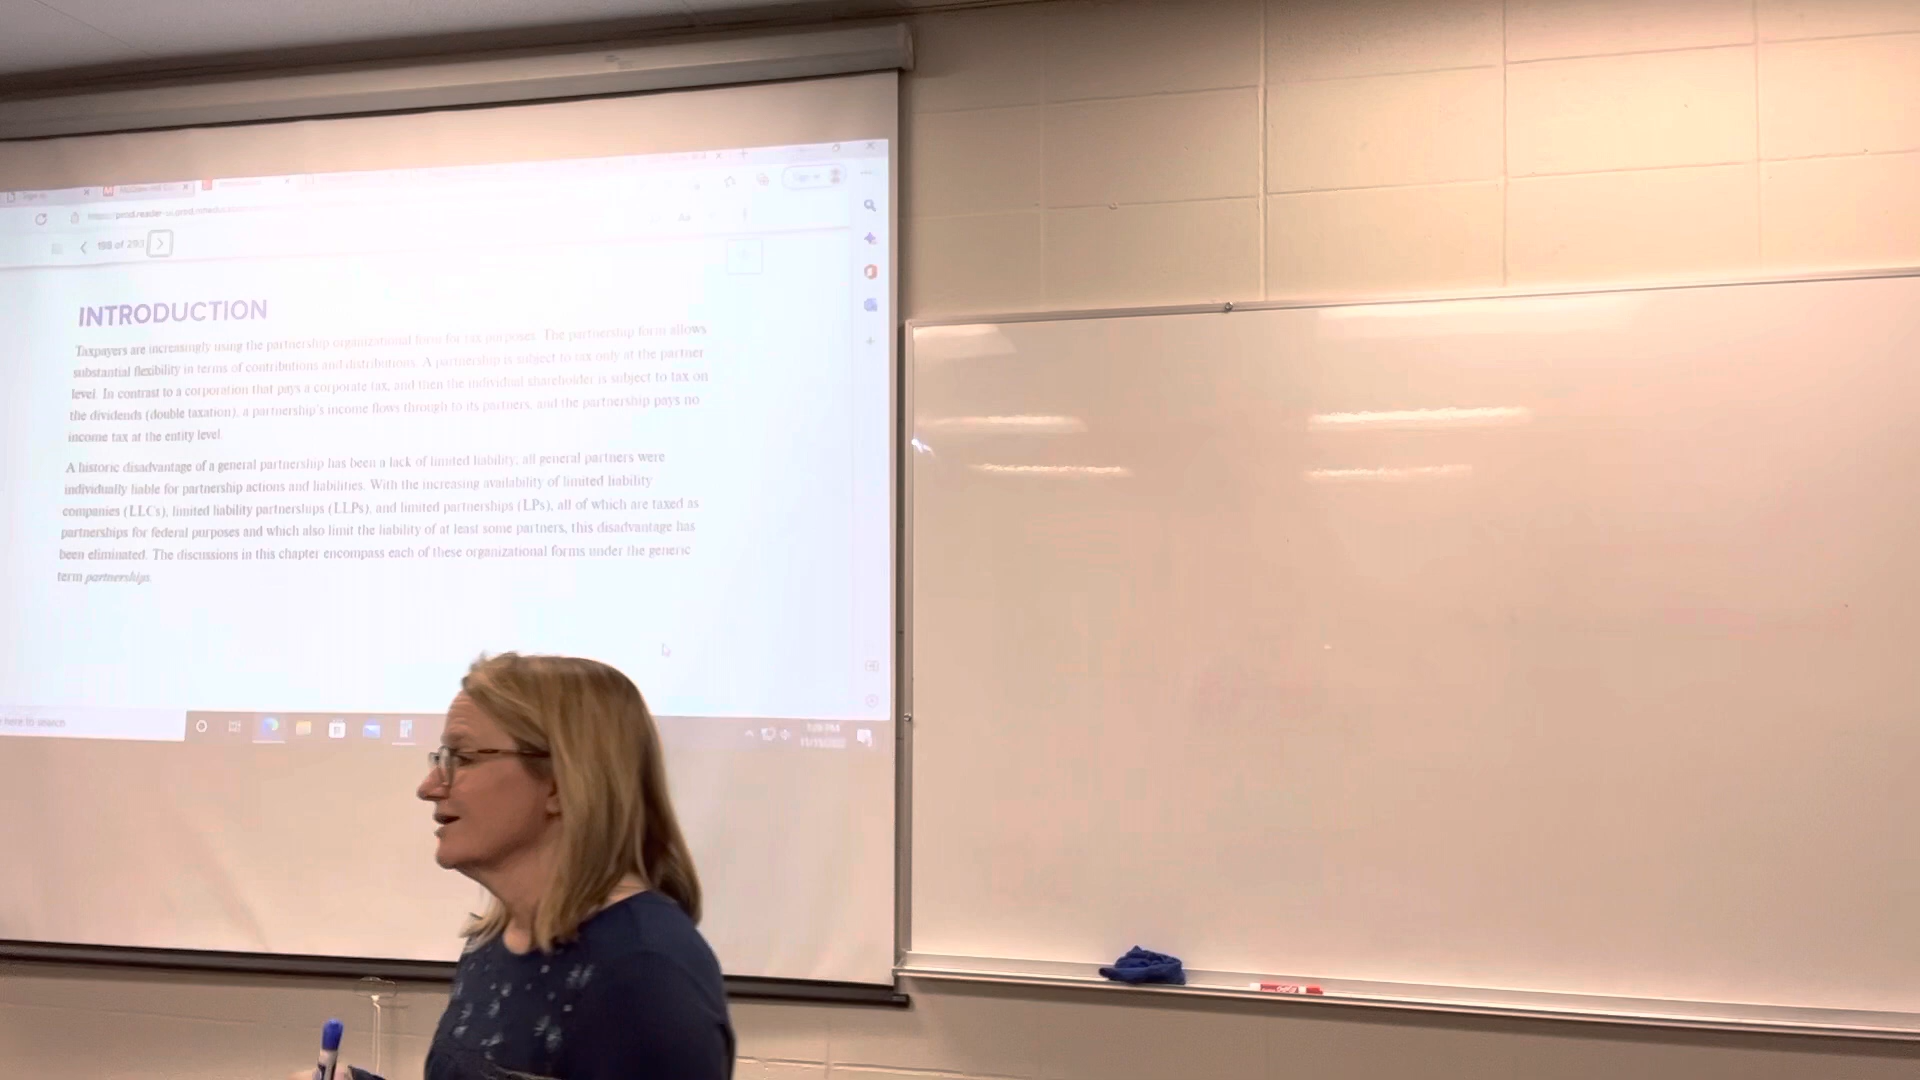 198 of 293
INTRODUCTION
Taxpayers are increasingly using the partnership organizational form for tax purposes. The partnership form allows
substantial flexibility in terms of contributions and distributions. A partnership is subject to tax only at the partner
level. In contrast to a corporation that pays a corporate tax, and then the individual shareholder is subject to tax on
the dividends (double taxation), a partnership's income flows through to its partners, and the partnership pays no
income tax at the entity level.
A historic disadvantage of a general partnership has been a lack of limited liability; all general partners were
individually liable for partnership actions and liabilities. With the increasing availability of limited liability
companies (LLCs), limited liability partnerships (LLPs), and limited partnerships (LPs), all of which are taxed as
partnerships for federal purposes and which also limit the liability of at least some partners, this disadvantage has
been eliminated. The discussions in this chapter encompass each of these organizational forms under the generic
term partnerships.
here to search